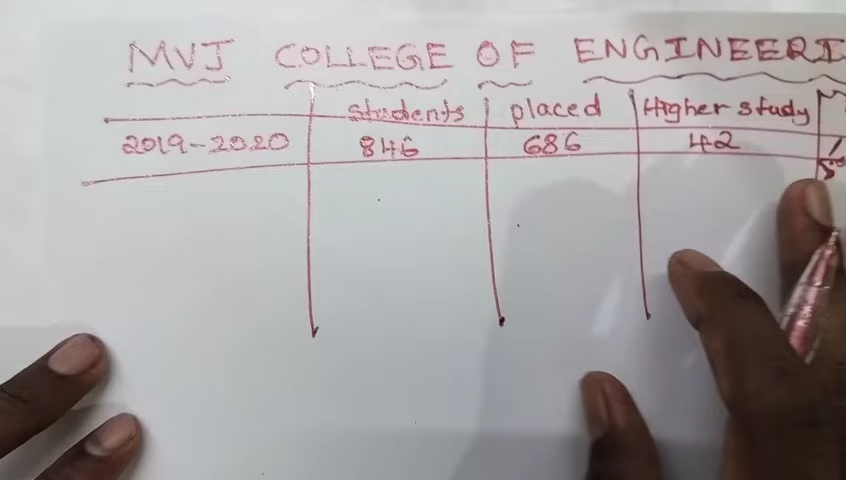 MVJ COLLEGE OF ENGINEERI
students placed Higher study
2019-2020 846 686 42